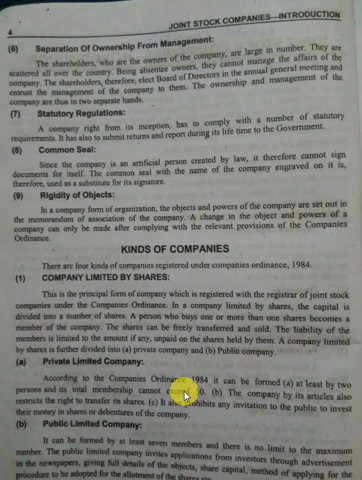 4
JOINT STOCK COMPANIES—INTRODUCTION
(6) Separation Of Ownership From Management:
The shareholders, who are the owners of the company, are large in number. They are
scattered all over the country. Being absentee owners, they cannot manage the affairs of the
company. The shareholders, therefore, elect Board of Directors in the annual general meeting and
entrust the management of the company to them. The ownership and management of the
company are thus in two separate hands.
(7) Statutory Regulations:
A company right from its inception, has to comply with a number of statutory
requirements. It has also to submit returns and report during its life time to the Government.
(8) Common Seal:
Since the company is an artificial person created by law, it therfore cannot sign
documents for itself. The common seal with the name of the company engraved on it is,
therefore, used as a substitute for its signature.
(9) Rigidity of Objects:
In a company form of organization, the objects and powers of the company are set out in
the memorandum of association of the company. A change in the object and powers of a
company can only be made after complying with the relevant provisions of the Companies
Ordinance.
KINDS OF COMPANIES
There are four kinds of companies registered under companies ordinance, 1984.
(1) COMPANY LIMITED BY SHARES:
This is the principal form of company which is registered with the registrar of joint stock
companies under the Companies Ordinance. In a company limited by shares, the capital is
divided into a number of shares. A person who buys one or more than one shares becomes a
member of the company. The shares can be freely transferred and sold. The liability of the
members is limited to the amount if any, unpaid on the shares held by them. A company limited
by shares is further divided into (a) private company and (b) Public company.
(a) Private Limited Company:
According to the Companies Ordinance 1984 it can be formed (a) at least by two
persons and its total membership cannot exceed 50, (b) The company by its articles also
restricts the right to transfer its shares. (c) It also prohibits any invitation to the public to invest
their money in shares or debentures of the company.
(b) Public Limited Company:
It can be formed by at least seven members and there is no limit to the maximum
number. The public limited company invites applications from investors through advertisement
in the newspapers, giving full details of the objects, share capital, method of applying for the
procedure to be adopted for the allotment of the shares etc.